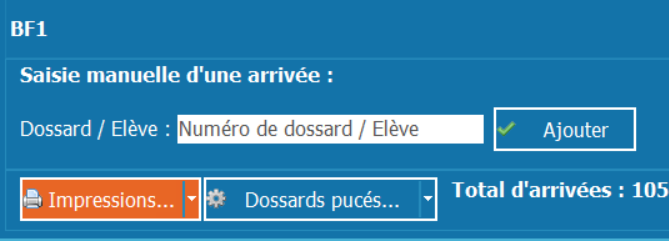 BF1
Saisie manuelle d'une arrivée :
Dossard / Elève : Numéro de dossard / Elève Ajouter
Impressions... Dossards pucés... Total d'arrivées : 105